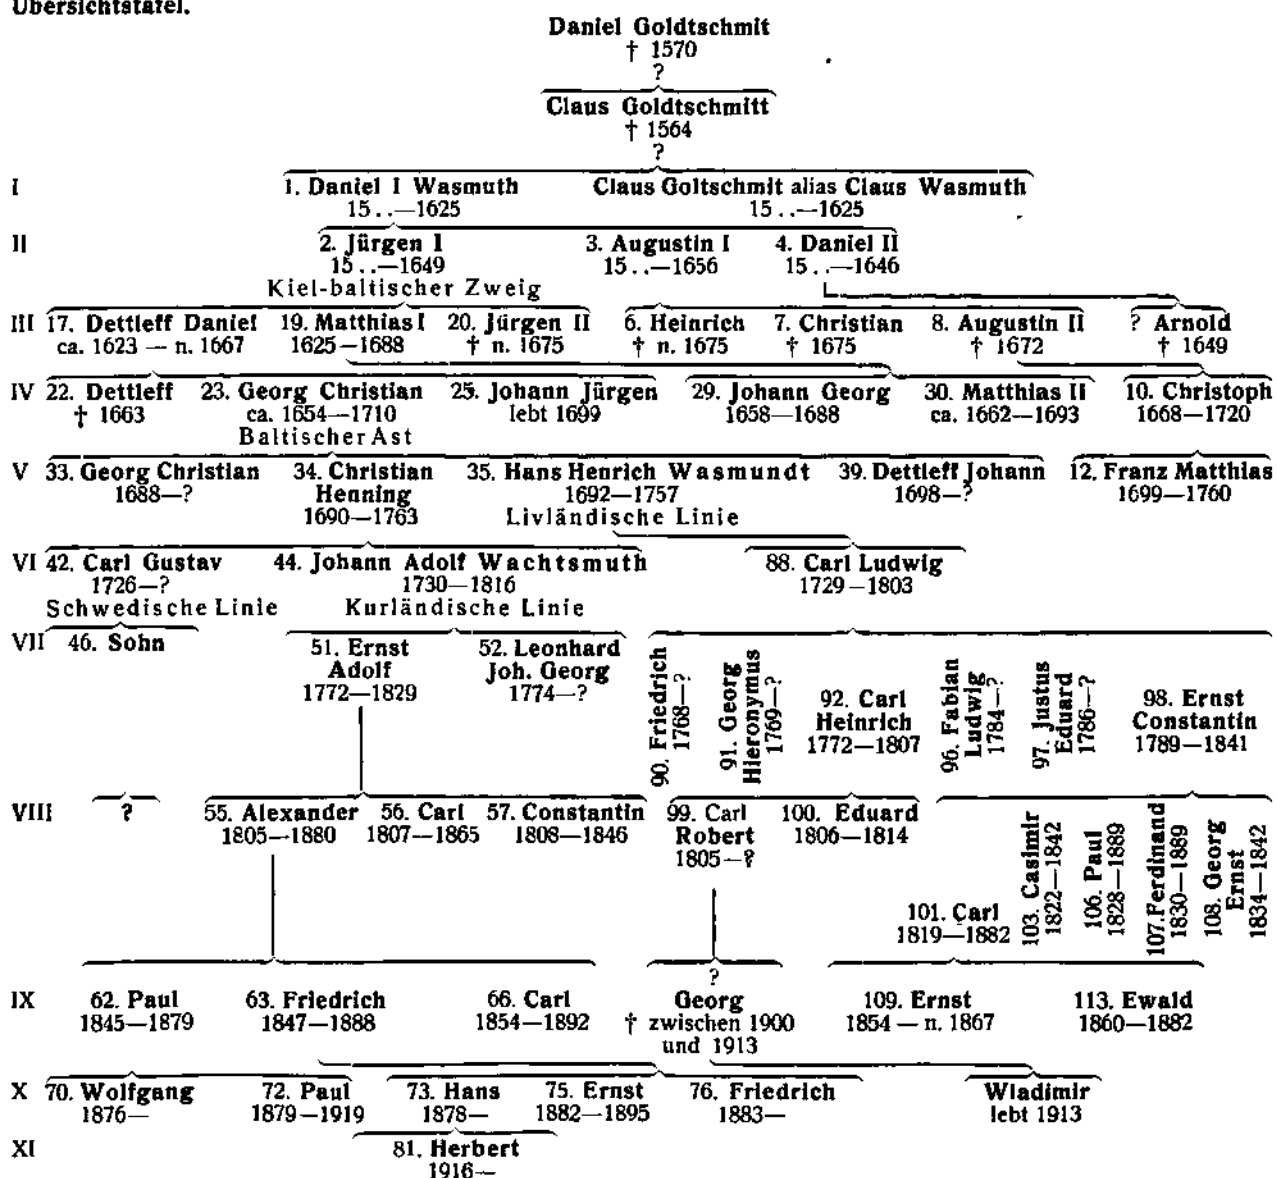 Übersichtstafel.
Daniel Goldtschmit
† 1570
?
Claus Goldtschmitt
† 1564
?
I 1. Daniel I Wasmuth Claus Goltschmit alias Claus Wasmuth
15..—1625 15..—1625
II 2. Jürgen I 3. Augustin I 4. Daniel II
15..—1649 15..—1656 15..—1646
Kiel-baltischer Zweig
III 17. Dettleff Daniel 19. Matthias I 20. Jürgen II 6. Heinrich 7. Christian 8. Augustin II ? Arnold
ca. 1623 — n. 1667 1625—1688 † n. 1675 † n. 1675 † 1675 † 1672 † 1649
IV 22. Dettleff 23. Georg Christian 25. Johann Jürgen 29. Johann Georg 30. Matthias II 10. Christoph
† 1663 ca. 1654—1710 lebt 1699 1658—1688 ca. 1662—1693 1668—1720
Baltischer Ast
V 33. Georg Christian 34. Christian 35. Hans Henrich Wasmundt 39. Dettleff Johann 12. Franz Matthias
1688—? Henning 1692—1757 1698—? 1699—1760
1690—1763 Livländische Linie
VI 42. Carl Gustav 44. Johann Adolf Wachtsmuth 88. Carl Ludwig
1726—? 1730—1816 1729—1803
Schwedische Linie Kurländische Linie
VII 46. Sohn 51. Ernst 52. Leonhard
Adolf Joh. Georg
1772—1829 1774—?
90. Friedrich
1768—?
91. Georg
Hieronymus
1769—?
92. Carl
Heinrich
1772—1807
96. Fabian
Ludwig
1784—?
97. Justus
Eduard
1786—?
98. Ernst
Constantin
1789—1841
VIII ? 55. Alexander 56. Carl 57. Constantin 99. Carl 100. Eduard
1805—1880 1807—1865 1808—1846 Robert 1806—1814
1805—?
101. Carl
1819—1882
103. Casimir
1822—1842
106. Paul
1828—1889
107. Ferdinand
1830—1889
108. Georg
Ernst
1834—1842
?
IX 62. Paul 63. Friedrich 66. Carl Georg 109. Ernst 113. Ewald
1845—1879 1847—1888 1854—1892 † zwischen 1900 1854 — n. 1867 1860—1882
und 1913
X 70. Wolfgang 72. Paul 73. Hans 75. Ernst 76. Friedrich Wladimir
1876— 1879—1919 1878— 1882—1895 1883— lebt 1913
XI 81. Herbert
1916—